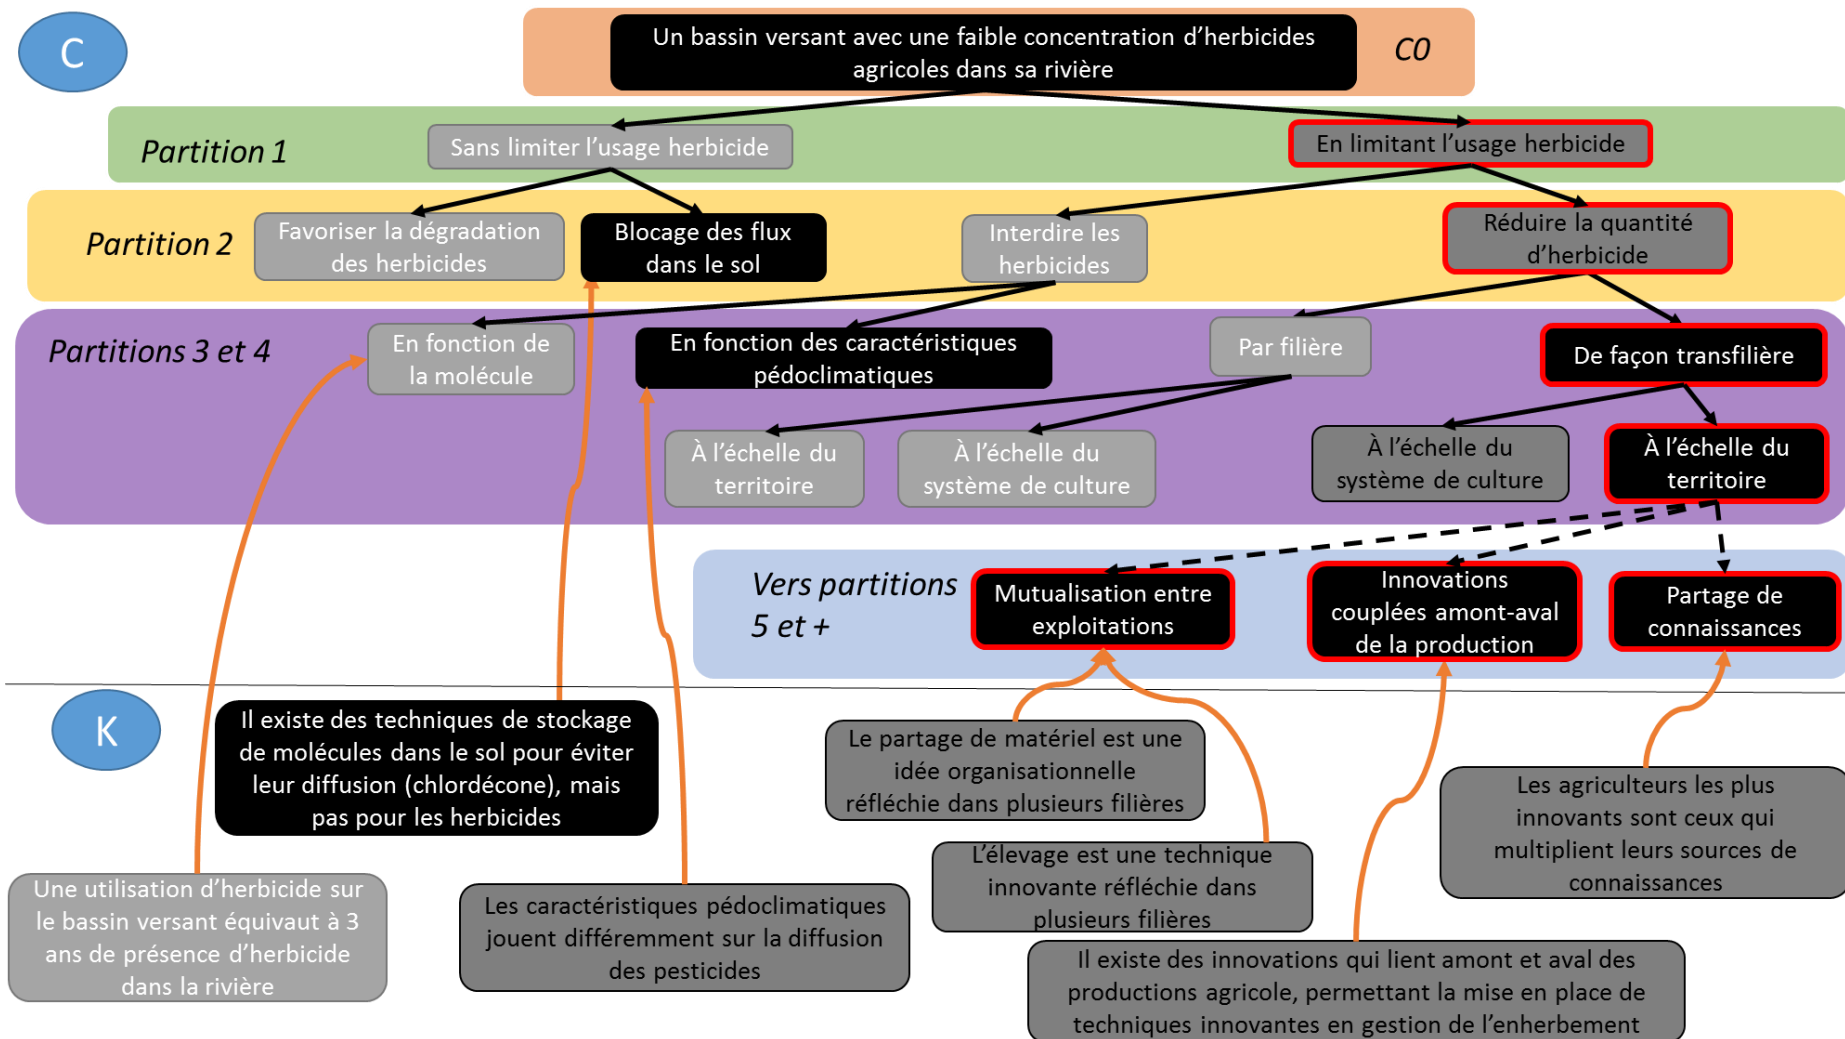 C
Un bassin versant avec une faible concentration d’herbicides
agricoles dans sa rivière
C0
Partition 1
Sans limiter l’usage herbicide
En limitant l’usage herbicide
Partition 2
Favoriser la dégradation
des herbicides
Blocage des flux
dans le sol
Interdire les
herbicides
Réduire la quantité
d’herbicide
Partitions 3 et 4
En fonction de
la molécule
En fonction des caractéristiques
pédoclimatiques
Par filière
De façon transfilière
À l’échelle du
territoire
À l’échelle du
système de culture
À l’échelle du
système de culture
À l’échelle du
territoire
Vers partitions
5 et +
Mutualisation entre
exploitations
Innovations
couplées amont-aval
de la production
Partage de
connaissances
K
Il existe des techniques de stockage
de molécules dans le sol pour éviter
leur diffusion (chlordécone), mais
pas pour les herbicides
Le partage de matériel est une
idée organisationnelle
réfléchie dans plusieurs filières
Les agriculteurs les plus
innovants sont ceux qui
multiplient leurs sources de
connaissances
L’élevage est une technique
innovante réfléchie dans
plusieurs filières
Une utilisation d’herbicide sur
le bassin versant équivaut à 3
ans de présence d’herbicide
dans la rivière
Les caractéristiques pédoclimatiques
jouent différemment sur la diffusion
des pesticides
Il existe des innovations qui lient amont et aval des
productions agricole, permettant la mise en place de
techniques innovantes en gestion de l’enherbement